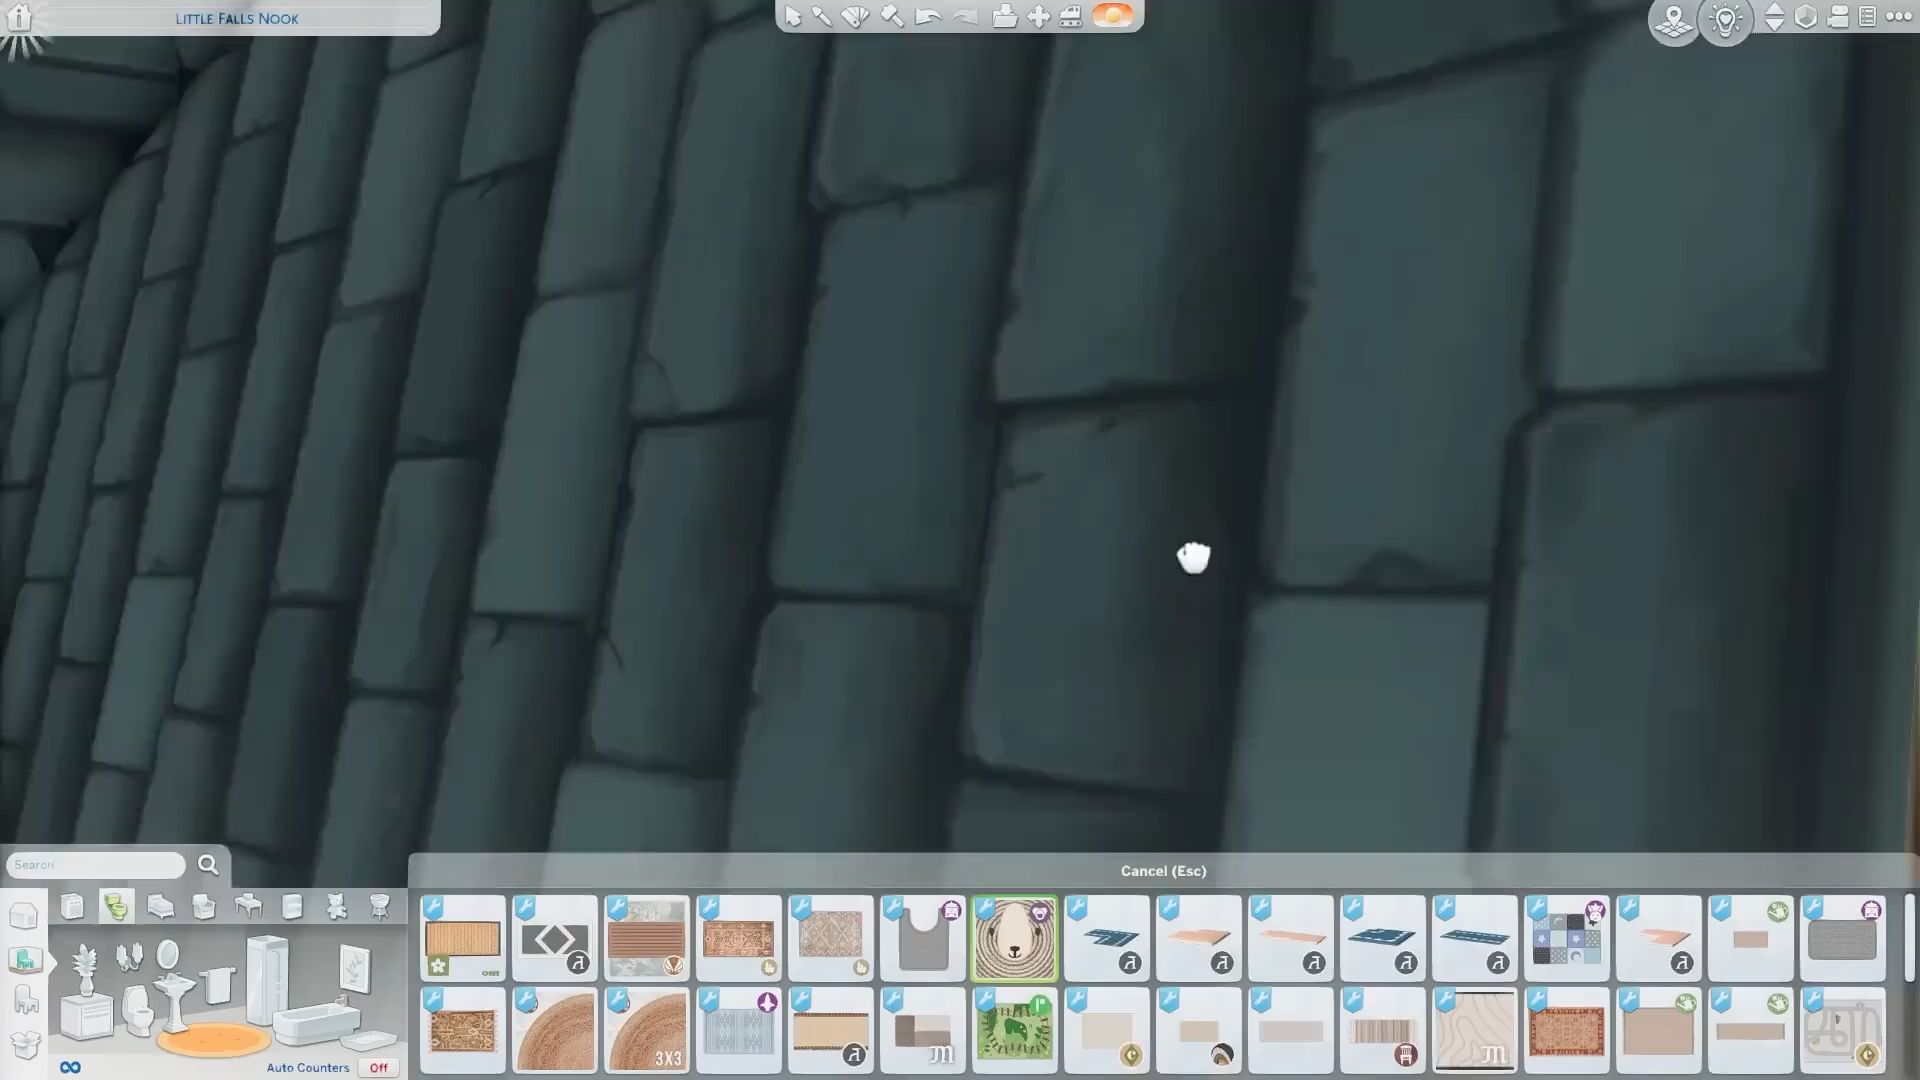 LITTLE FALLS NOOK
Search
Cancel (Esc)
3X3
Auto Counters
Off